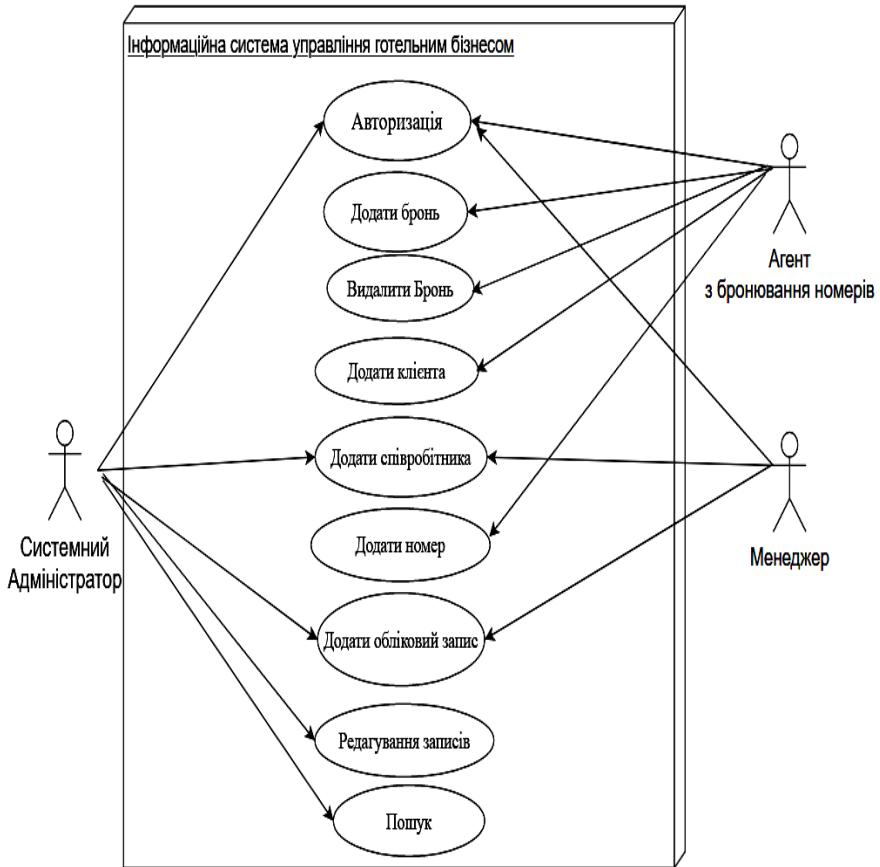 Інформаційна система управління готельним бізнесом
Авторизація
Додати бронь
Видалити Бронь
Додати клієнта
Додати співробітника
Додати номер
Додати обліковий запис
Редагування записів
Пошук
Системний
Адміністратор
Агент
з бронювання номерів
Менеджер